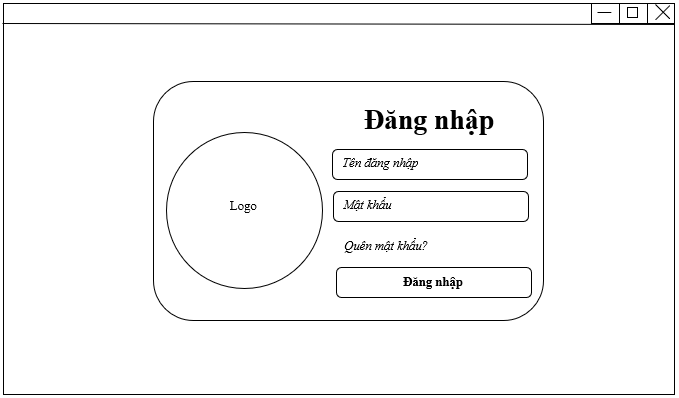 Đăng nhập
Tên đăng nhập
Logo
Mật khẩu
Quên mật khẩu?
Đăng nhập